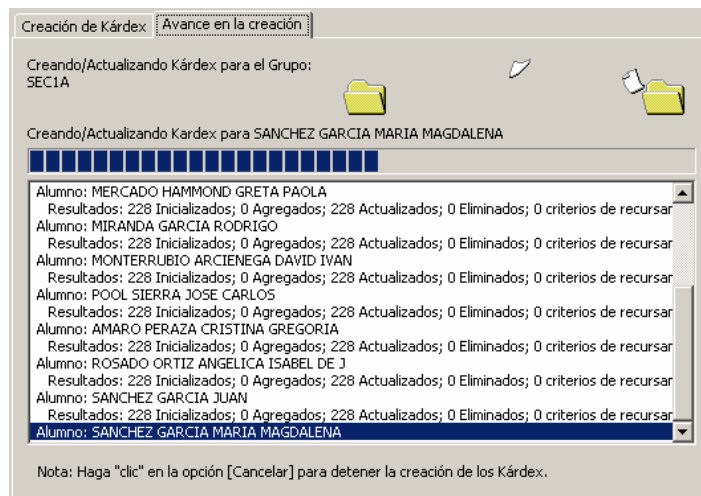 Creación de Kárdex
Avance en la creación
Creando/Actualizando Kárdex para el Grupo:
SEC1A
Creando/Actualizando Kardex para SANCHEZ GARCIA MARIA MAGDALENA
Alumno: MERCADO HAMMOND GRETA PAOLA
Resultados: 228 Inicializados; 0 Agregados; 228 Actualizados; 0 Eliminados; 0 criterios de recursar
Alumno: MIRANDA GARCIA RODRIGO
Resultados: 228 Inicializados; 0 Agregados; 228 Actualizados; 0 Eliminados; 0 criterios de recursar
Alumno: MONTERRUBIO ARCIENEGA DAVID IVAN
Resultados: 228 Inicializados; 0 Agregados; 228 Actualizados; 0 Eliminados; 0 criterios de recursar
Alumno: POOL SIERRA JOSE CARLOS
Resultados: 228 Inicializados; 0 Agregados; 228 Actualizados; 0 Eliminados; 0 criterios de recursar
Alumno: AMARO PERAZA CRISTINA GREGORIA
Resultados: 228 Inicializados; 0 Agregados; 228 Actualizados; 0 Eliminados; 0 criterios de recursar
Alumno: ROSADO ORTIZ ANGELICA ISABEL DE J
Resultados: 228 Inicializados; 0 Agregados; 228 Actualizados; 0 Eliminados; 0 criterios de recursar
Alumno: SANCHEZ GARCIA JUAN
Resultados: 228 Inicializados; 0 Agregados; 228 Actualizados; 0 Eliminados; 0 criterios de recursar
Alumno: SANCHEZ GARCIA MARIA MAGDALENA
Nota: Haga "clic" en la opción [Cancelar] para detener la creación de los Kárdex.